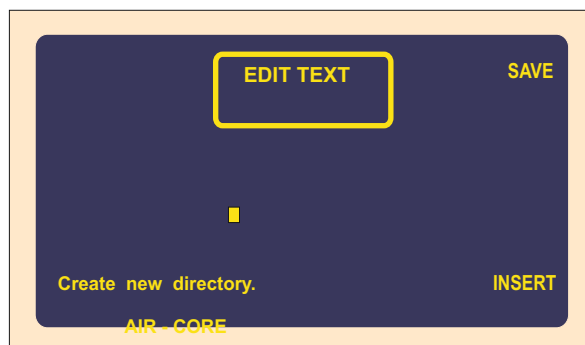 EDIT TEXT
SAVE
Create new directory.
INSERT
AIR - CORE